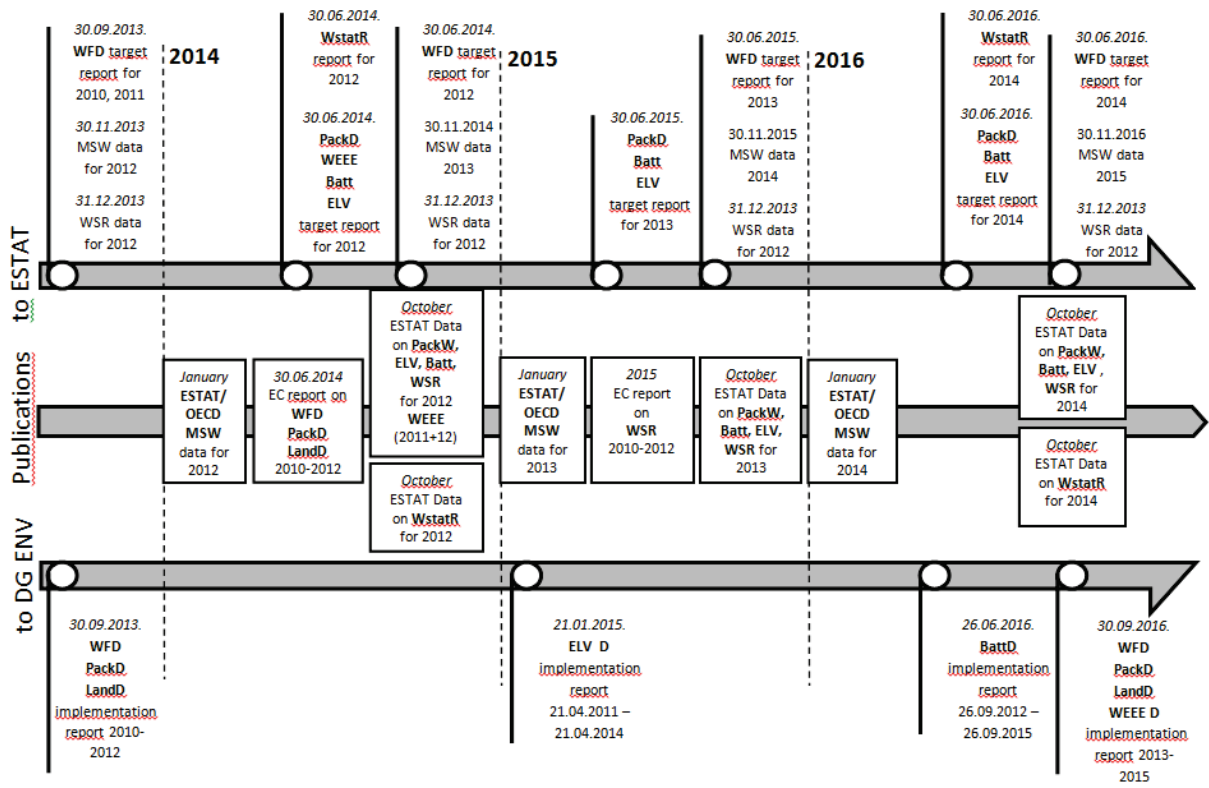 30.09.2013.
WFD target
report for
2010, 2011
30.11.2013
MSW data
for 2012
31.12.2013
WSR data
for 2012
2014
30.06.2014.
WstatR
report for
2012
30.06.2014.
PackD
WEEE
Batt
ELV
target report
for 2012
30.06.2014.
WFD target
report for
2012
30.11.2014
MSW data
2013
31.12.2013
WSR data
for 2012
2015
30.06.2015.
PackD
Batt
ELV
target report
for 2013
30.06.2015.
WFD target
report for
2013
30.11.2015
MSW data
2014
31.12.2013
WSR data
for 2012
2016
30.06.2016.
WstatR
report for
2014
30.06.2016.
PackD
Batt
ELV
target report
for 2014
30.06.2016.
WFD target
report for
2014
30.11.2016
MSW data
2015
31.12.2013
WSR data
for 2012
to ESTAT
Publications
January
ESTAT/
OECD
MSW
data for
2012
30.06.2014
EC report on
WFD
PackD
LandD
2010-2012
October
ESTAT Data
on PackW,
ELV, Batt,
WSR
for 2012
WEEE
(2011+12)
October
ESTAT Data
on WstatR
for 2012
January
ESTAT/
OECD
MSW
data for
2013
2015
EC report
on
WSR
2010-2012
October
ESTAT Data
on PackW,
Batt, ELV,
WSR for
2013
January
ESTAT/
OECD
MSW
data for
2014
October
ESTAT Data
on PackW,
Batt, ELV ,
WSR for
2014
October
ESTAT Data
on WstatR
for 2014
to DG ENV
30.09.2013.
WFD
PackD
LandD
implementation
report 2010-
2012
21.01.2015.
ELV D
implementation
report
21.04.2011 –
21.04.2014
26.06.2016.
BattD
implementation
report
26.09.2012 –
26.09.2015
30.09.2016.
WFD
PackD
LandD
WEEE D
implementation
report 2013-
2015